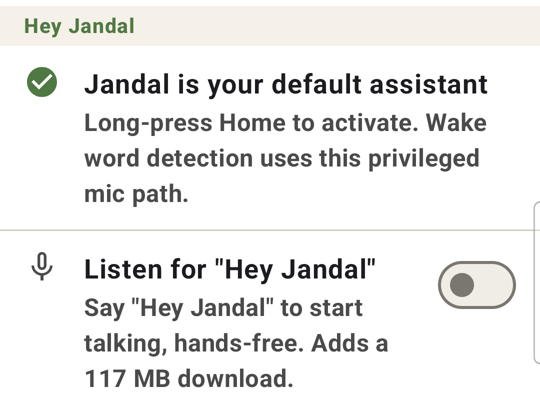 Hey Jandal
Jandal is your default assistant
Long-press Home to activate. Wake
word detection uses this privileged
mic path.
Listen for "Hey Jandal"
Say "Hey Jandal" to start
talking, hands-free. Adds a
117 MB download.